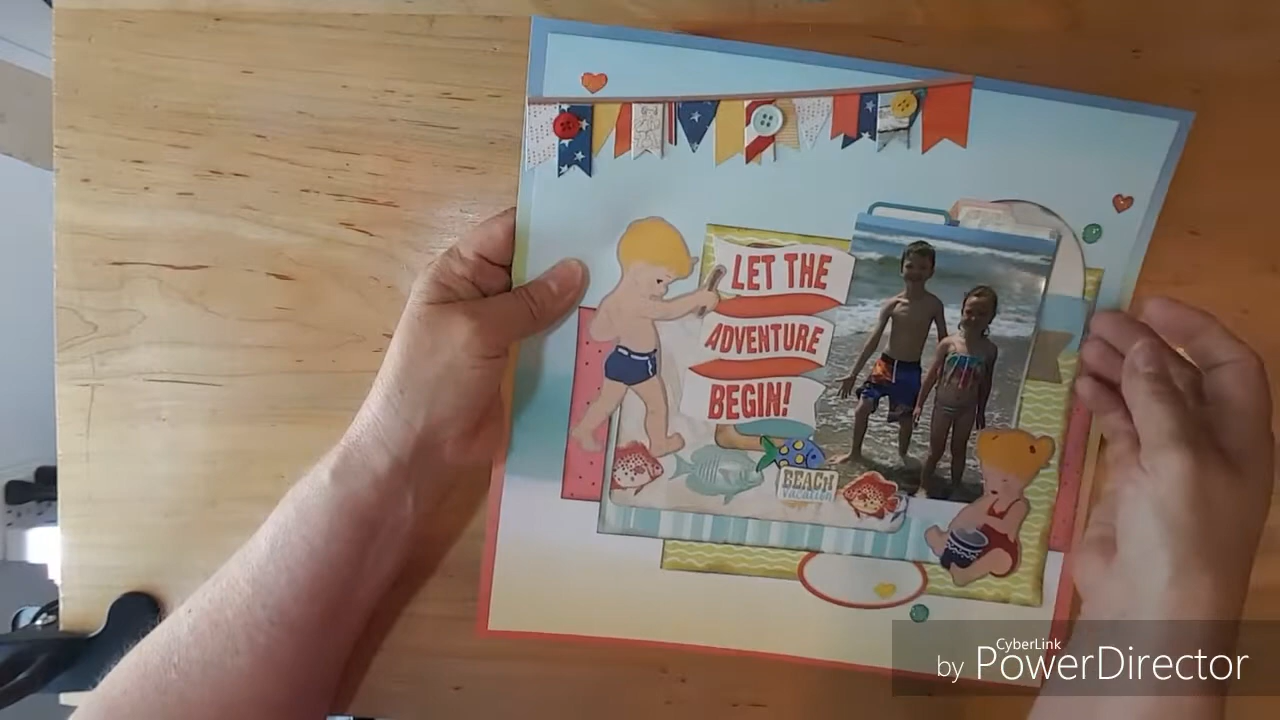 LET THE
ADVENTURE
BEGIN!
BEACH
vacation
CyberLink
by PowerDirector